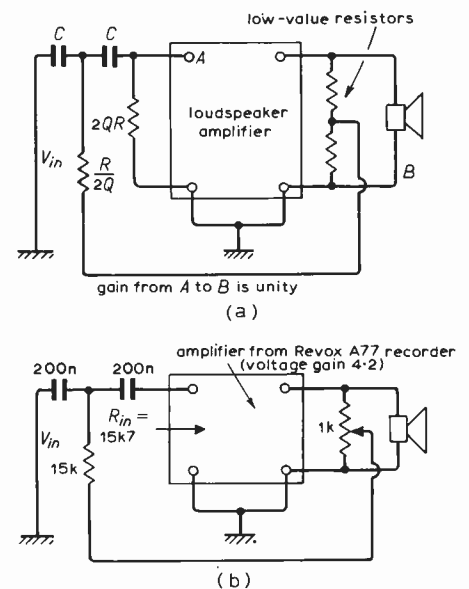 low-value resistors
C C
A
loudspeaker
amplifier
2QR
V_in
R
2Q
B
gain from A to B is unity
(a)
amplifier from Revox A77 recorder
(voltage gain 4·2)
200n 200n
R_in =
15k7
V_in
1k
15k
(b)